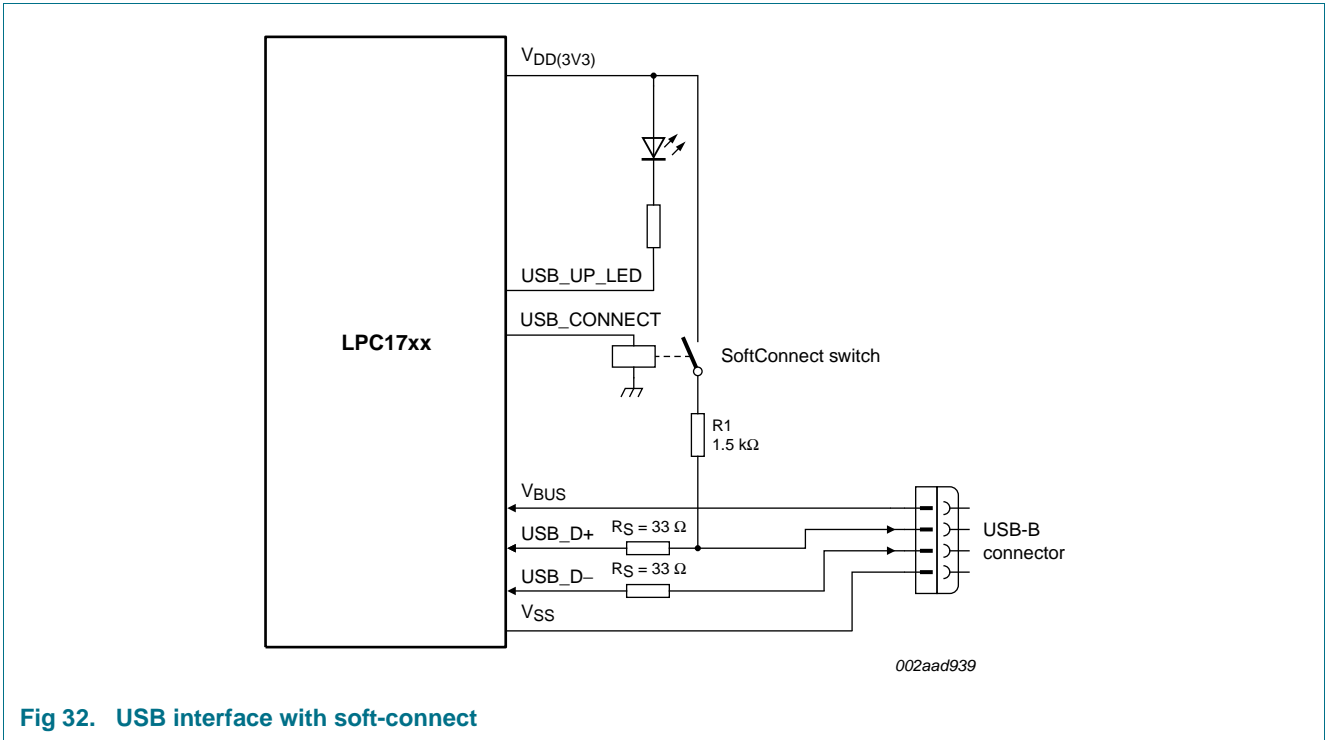 VDD(3V3)
USB_UP_LED
USB_CONNECT
LPC17xx
SoftConnect switch
R1
1.5 kΩ
VBUS
USB_D+
RS = 33 Ω
USB-B
connector
USB_D−
RS = 33 Ω
VSS
002aad939
Fig 32. USB interface with soft-connect